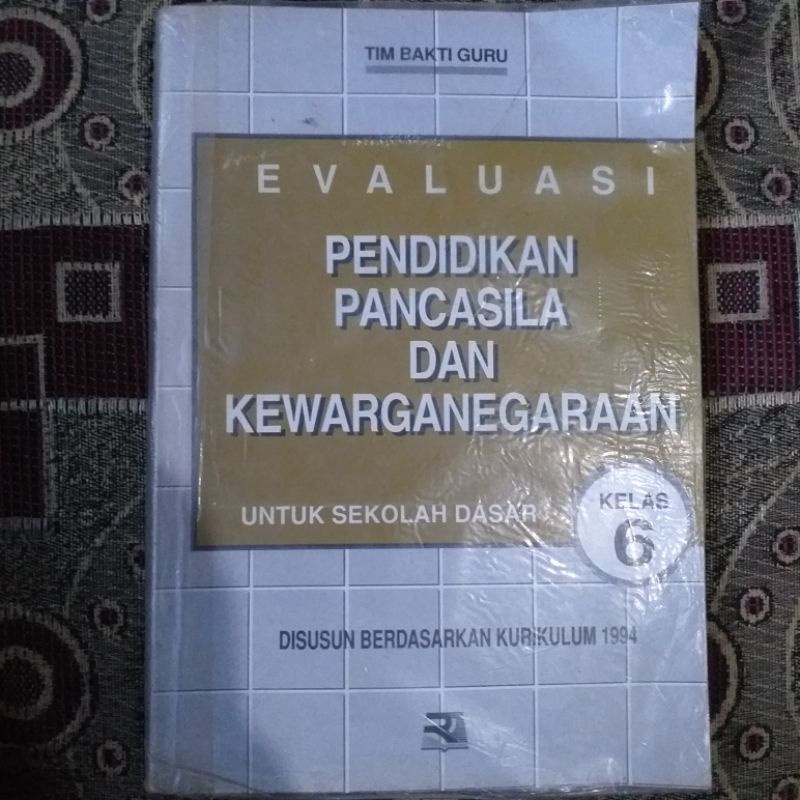 TIM BAKTI GURU
EVALUASI
PENDIDIKAN
PANCASILA
DAN
KEWARGANEGARAAN
UNTUK SEKOLAH DASAR
KELAS
6
DISUSUN BERDASARKAN KURIKULUM 1994